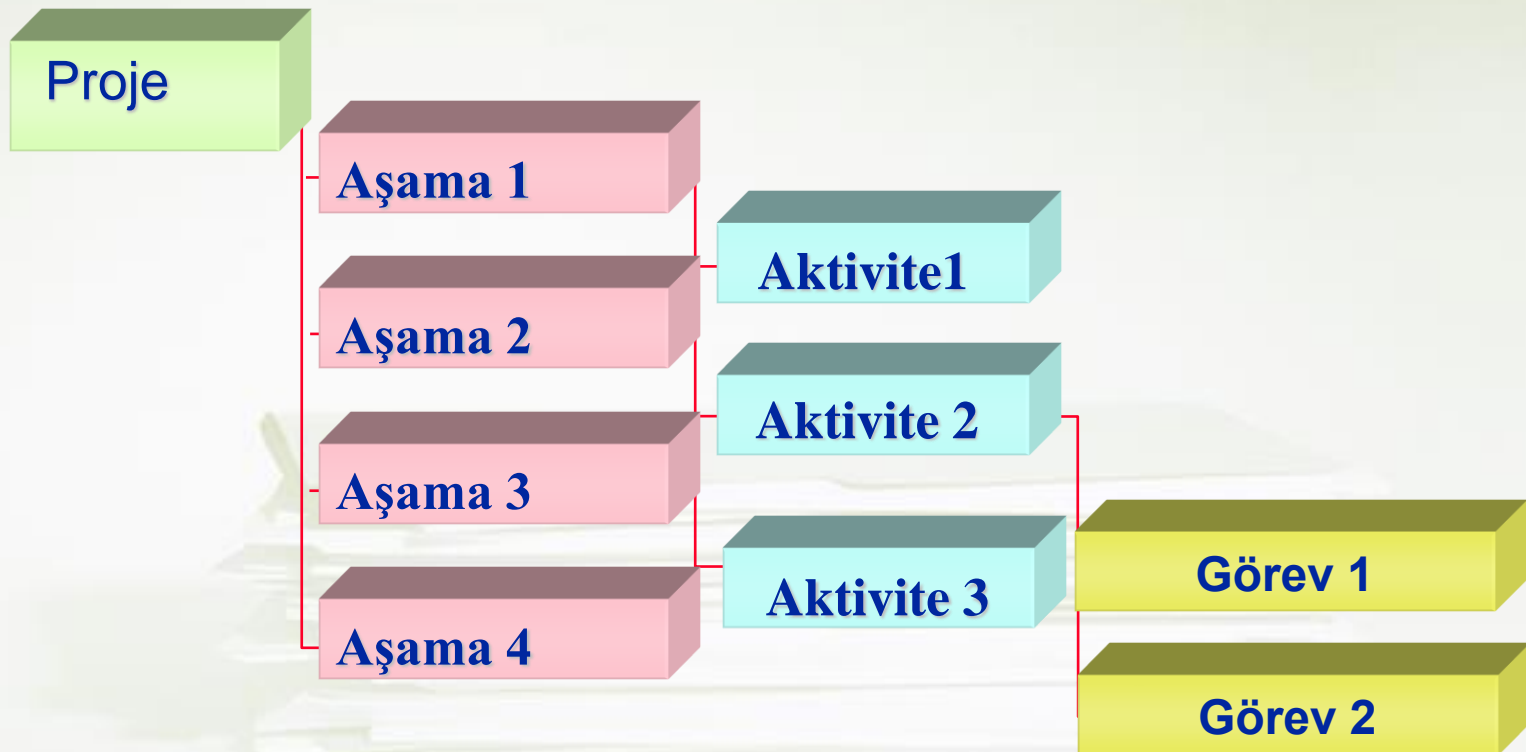 Proje
Aşama 1
Aşama 2
Aşama 3
Aşama 4
Aktivite1
Aktivite 2
Aktivite 3
Görev 1
Görev 2